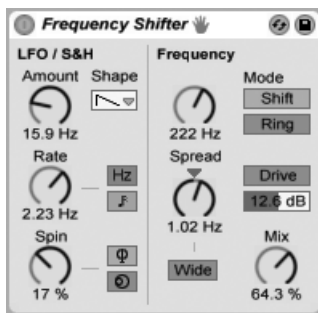 Frequency Shifter
LFO / S&H
Amount Shape
15.9 Hz
Rate
Hz
2.23 Hz
Spin
17 %
Frequency
Mode
Shift
Ring
222 Hz
Spread
Drive
12.6 dB
1.02 Hz
Wide
Mix
64.3 %